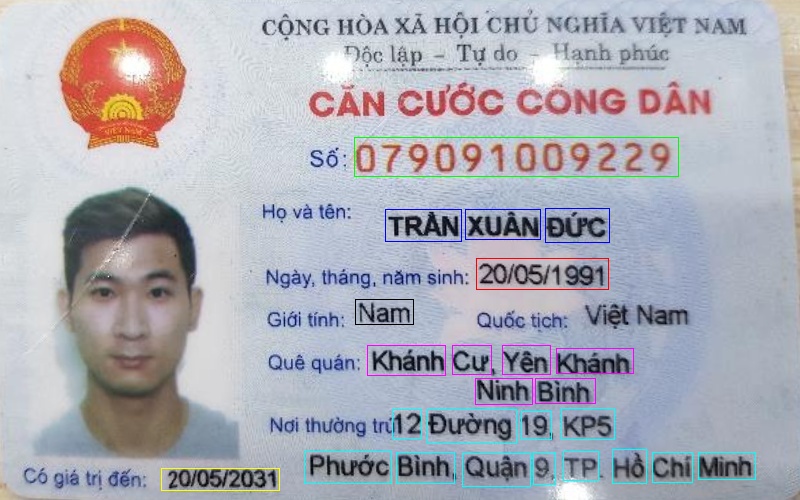 CỘNG HÒA XÃ HỘI CHỦ NGHĨA VIỆT NAM
Độc lập - Tự do - Hạnh phúc
CĂN CƯỚC CÔNG DÂN
VIỆT NAM
Số: 079091009229
Họ và tên: TRẦN XUÂN ĐỨC
Ngày, tháng, năm sinh: 20/05/1991
Giới tính: Nam Quốc tịch: Việt Nam
Quê quán: Khánh Cư, Yên Khánh
Ninh Bình
Nơi thường trú: 12 Đường 19, KP5
Phước Bình, Quận 9, TP. Hồ Chí Minh
Có giá trị đến: 20/05/2031